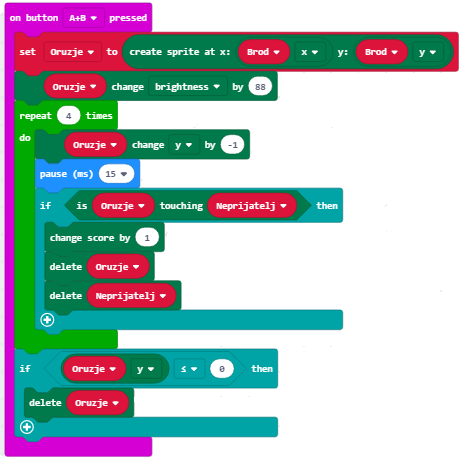 on button A+B pressed
set Oruzje to create sprite at x: Brod x y: Brod y
Oruzje change brightness by 88
repeat 4 times
do Oruzje change y by -1
pause (ms) 15
if is Oruzje touching Neprijatelj then
change score by 1
delete Oruzje
delete Neprijatelj
if Oruzje y ≤ 0 then
delete Oruzje